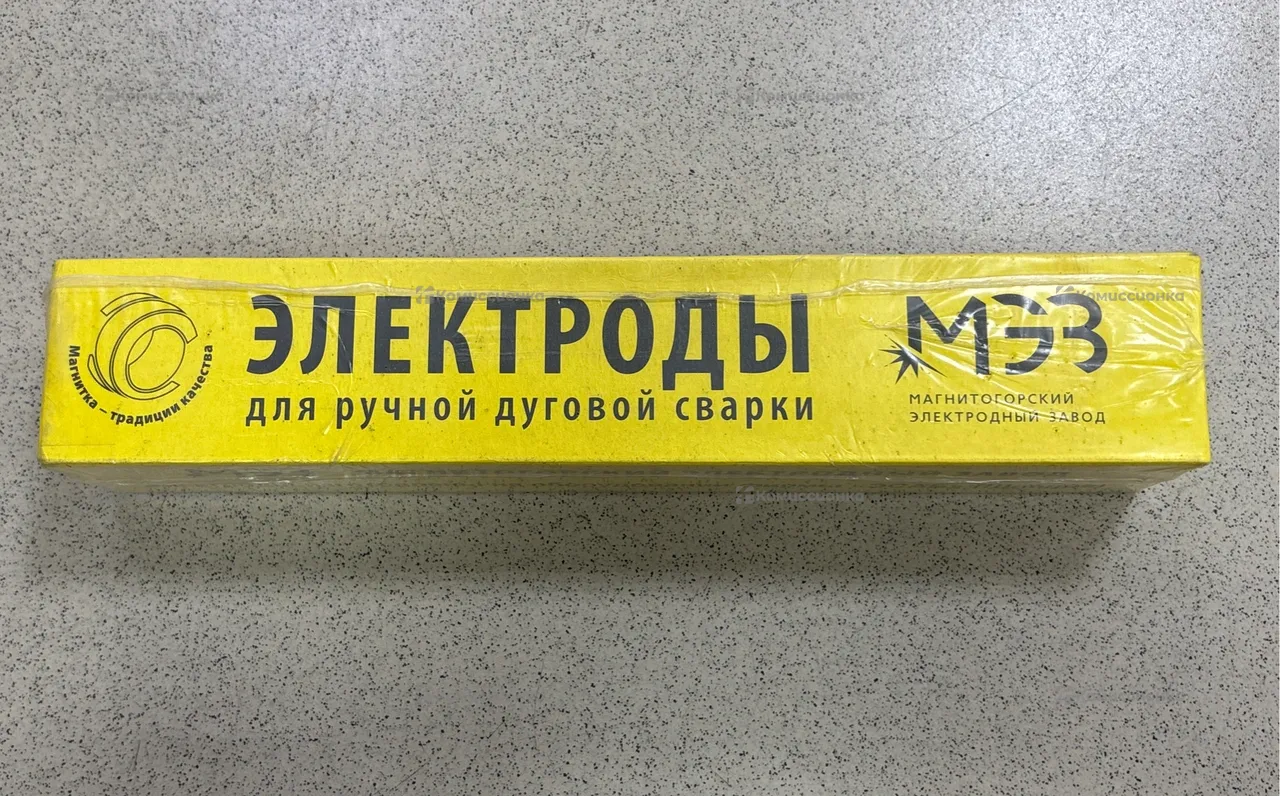 Магнитка – традиции качества
ЭЛЕКТРОДЫ
для ручной дуговой сварки
МЭЗ
МАГНИТОГОРСКИЙ
ЭЛЕКТРОДНЫЙ ЗАВОД
Комиссионка
Комиссионка
Комиссионка